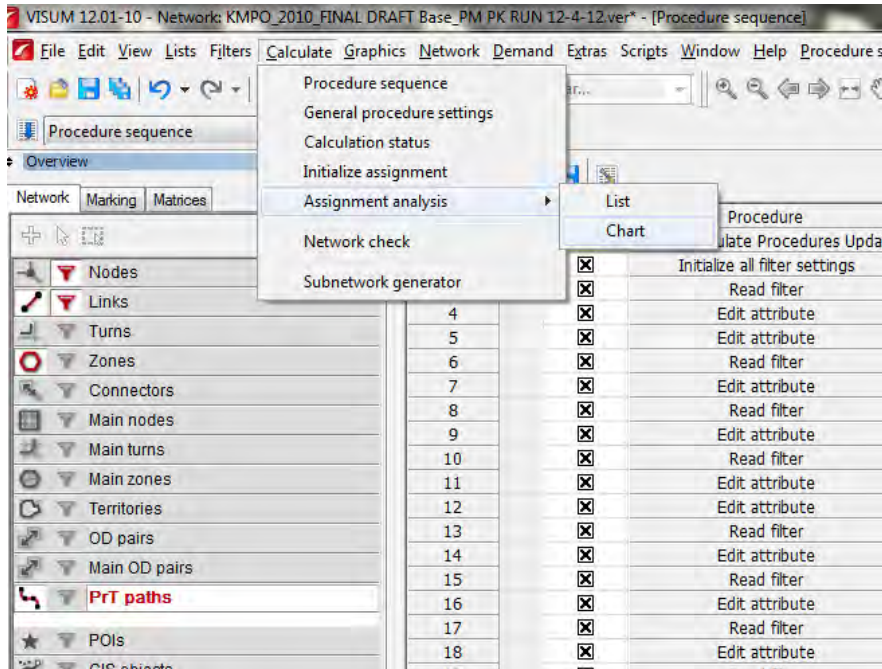 VISUM 12.01-10 - Network: KMPO_2010_FINAL DRAFT Base_PM PK RUN 12-4-12.ver* - [Procedure sequence]
File Edit View Lists Filters Calculate Graphics Network Demand Extras Scripts Window Help Procedure s
Procedure sequence
General procedure settings
Calculation status
Initialize assignment
Assignment analysis
Network check
Subnetwork generator
List
Chart
ar...
Procedure sequence
Overview
Network Marking Matrices
Nodes
Links
Turns
Zones
Connectors
Main nodes
Main turns
Main zones
Territories
OD pairs
Main OD pairs
PrT paths
POIs
GIS objects
Procedure
ulate Procedures Upda
Initialize all filter settings
Read filter
4 Edit attribute
5 Edit attribute
6 Read filter
7 Edit attribute
8 Read filter
9 Edit attribute
10 Read filter
11 Edit attribute
12 Edit attribute
13 Read filter
14 Edit attribute
15 Read filter
16 Edit attribute
17 Read filter
18 Edit attribute